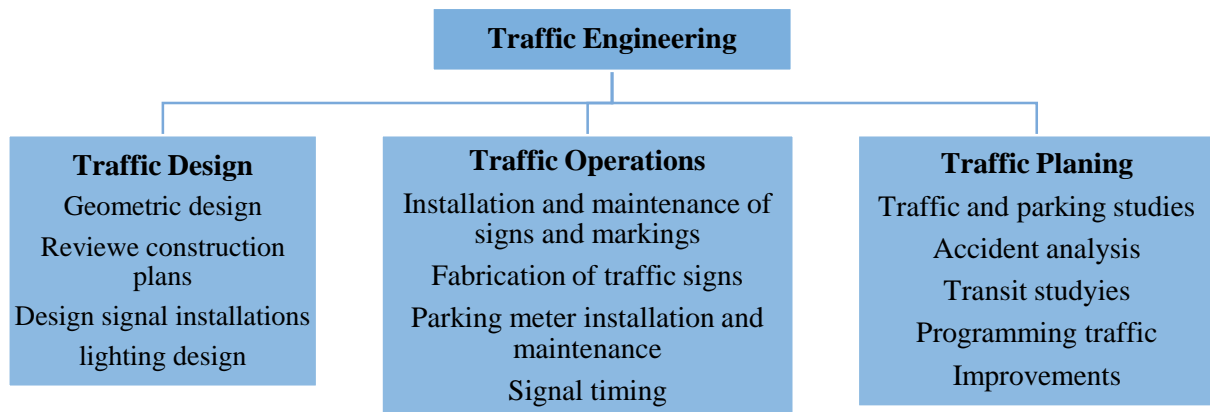 Traffic Engineering
Traffic Design
Geometric design
Reviewe construction
plans
Design signal installations
lighting design
Traffic Operations
Installation and maintenance of
signs and markings
Fabrication of traffic signs
Parking meter installation and
maintenance
Signal timing
Traffic Planing
Traffic and parking studies
Accident analysis
Transit studyies
Programming traffic
Improvements